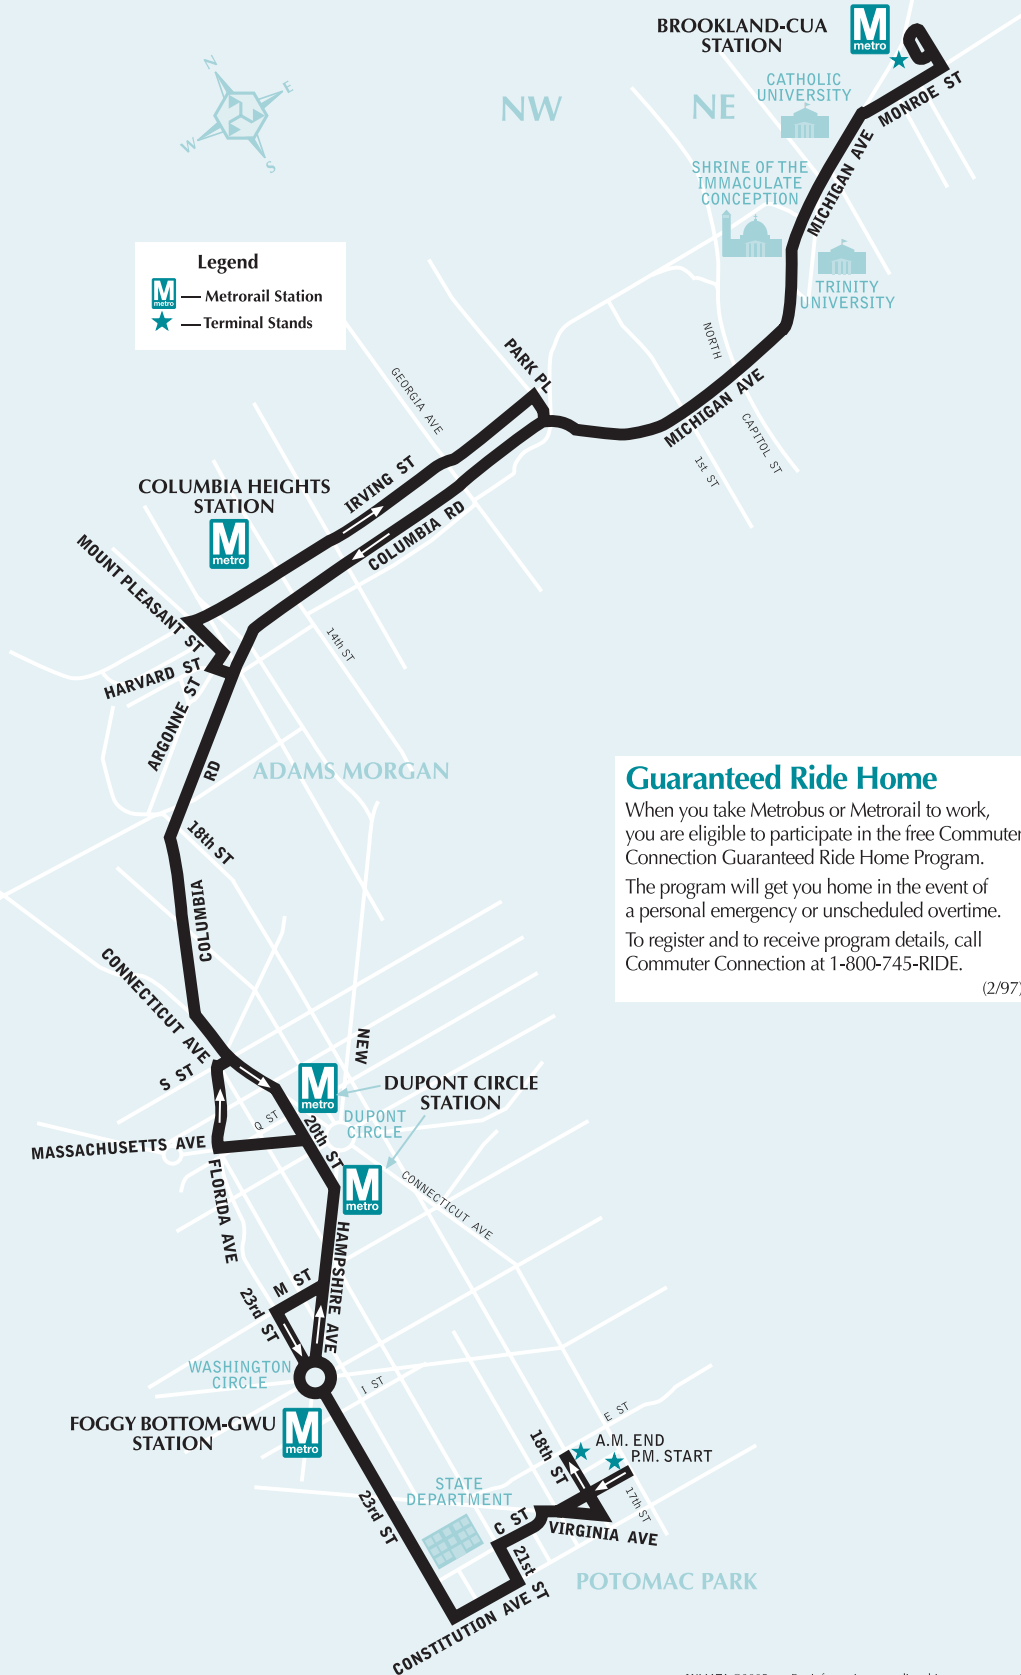 BROOKLAND-CUA
STATION
M
metro
N
E
W
S
NW
NE
CATHOLIC
UNIVERSITY
MONROE ST
MICHIGAN AVE
SHRINE OF THE
IMMACULATE
CONCEPTION
TRINITY
UNIVERSITY
Legend
M
metro
Metrorail Station
Terminal Stands
NORTH
CAPITOL ST
PARK PL
GEORGIA AVE
MICHIGAN AVE
1st ST
IRVING ST
COLUMBIA RD
COLUMBIA HEIGHTS
STATION
M
metro
MOUNT PLEASANT ST
14th ST
HARVARD ST
ARGONNE ST
RD
ADAMS MORGAN
18th ST
COLUMBIA
Guaranteed Ride Home
When you take Metrobus or Metrorail to work,
you are eligible to participate in the free Commuter
Connection Guaranteed Ride Home Program.
The program will get you home in the event of
a personal emergency or unscheduled overtime.
To register and to receive program details, call
Commuter Connection at 1-800-745-RIDE.
(2/97)
CONNECTICUT AVE
NEW
S ST
M
metro
DUPONT CIRCLE
STATION
Q ST
DUPONT
CIRCLE
20th ST
MASSACHUSETTS AVE
FLORIDA AVE
M
metro
CONNECTICUT AVE
HAMPSHIRE AVE
M ST
23rd ST
WASHINGTON
CIRCLE
I ST
FOGGY BOTTOM-GWU
STATION
M
metro
E ST
A.M. END
P.M. START
18th ST
17th ST
STATE
DEPARTMENT
23rd ST
C ST
VIRGINIA AVE
21st ST
POTOMAC PARK
CONSTITUTION AVE